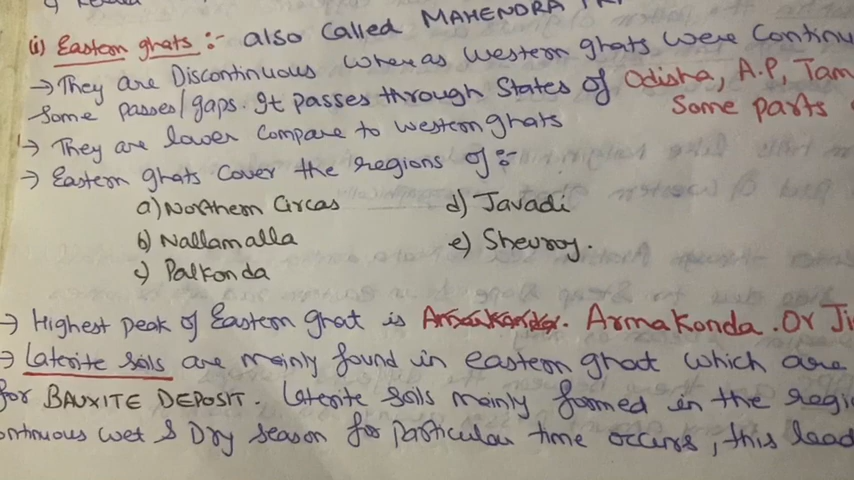 (ii) Eastern ghats :- also called MAHENDRA
→ They are Discontinuous whereas western ghats were continu
Some passes/gaps. It passes through States of Odisha, A.P, Tam
Some parts
→ They are lower compare to western ghats
→ Eastern ghats cover the regions of :-
a) Northern Circas
d) Javadi
b) Nallamalla
e) Shevroy.
c) Palkonda
→ Highest peak of Eastern ghat is Armakonda. Or Ji
→ Laterite Soils are mainly found in eastern ghat which are
for BAUXITE DEPOSIT. Laterite Soils mainly formed in the regi
ontinuous wet & Dry season for particular time occurs, this lead